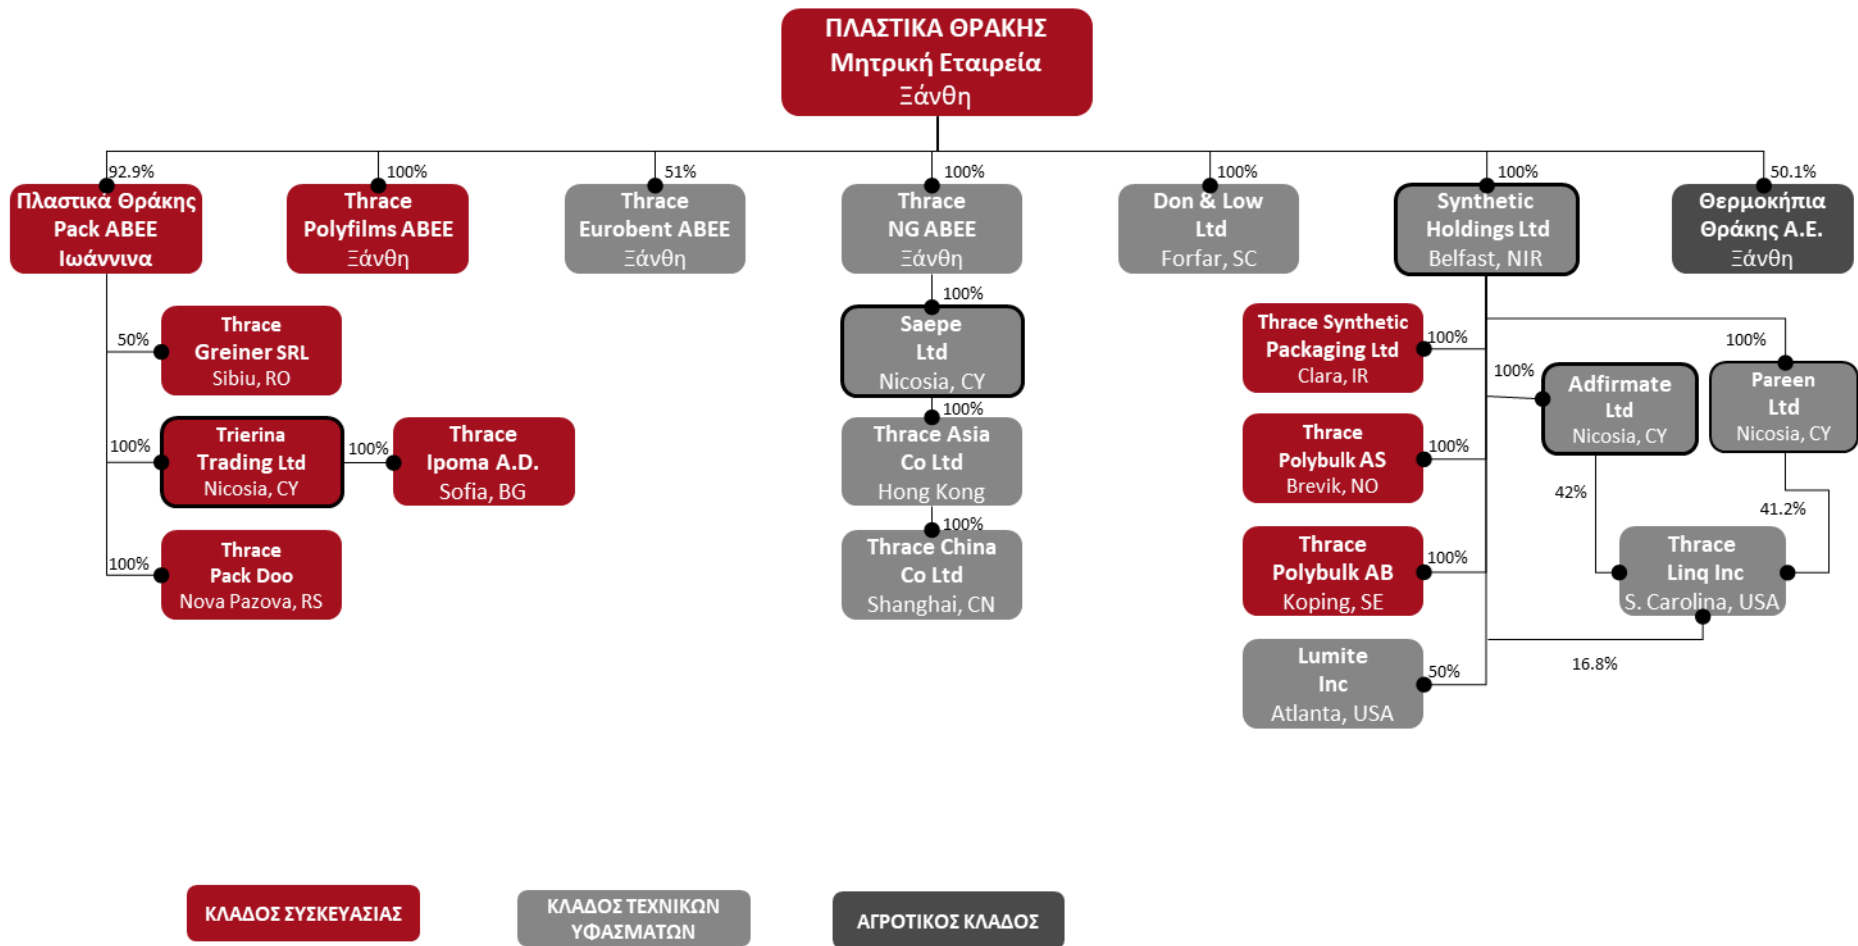 ΠΛΑΣΤΙΚΑ ΘΡΑΚΗΣ
Μητρική Εταιρεία
Ξάνθη
92.9%
100%
51%
100%
100%
100%
50.1%
Πλαστικά Θράκης
Pack ΑΒΕΕ
Ιωάννινα
Thrace
Polyfilms ΑΒΕΕ
Ξάνθη
Thrace
Eurobent ΑΒΕΕ
Ξάνθη
Thrace
NG ΑΒΕΕ
Ξάνθη
Don & Low
Ltd
Forfar, SC
Synthetic
Holdings Ltd
Belfast, NIR
Θερμοκήπια
Θράκης Α.Ε.
Ξάνθη
50%
Thrace
Greiner SRL
Sibiu, RO
100%
Trierina
Trading Ltd
Nicosia, CY
100%
Thrace
Ipoma A.D.
Sofia, BG
100%
Thrace
Pack Doo
Nova Pazova, RS
100%
Saepe
Ltd
Nicosia, CY
100%
Thrace Asia
Co Ltd
Hong Kong
100%
Thrace China
Co Ltd
Shanghai, CN
Thrace Synthetic
Packaging Ltd
Clara, IR
100%
Thrace
Polybulk AS
Brevik, NO
100%
Thrace
Polybulk AB
Koping, SE
100%
Lumite
Inc
Atlanta, USA
50%
100%
Adfirmate
Ltd
Nicosia, CY
100%
Pareen
Ltd
Nicosia, CY
42%
41.2%
Thrace
Linq Inc
S. Carolina, USA
16.8%
ΚΛΑΔΟΣ ΣΥΣΚΕΥΑΣΙΑΣ
ΚΛΑΔΟΣ ΤΕΧΝΙΚΩΝ
ΥΦΑΣΜΑΤΩΝ
ΑΓΡΟΤΙΚΟΣ ΚΛΑΔΟΣ